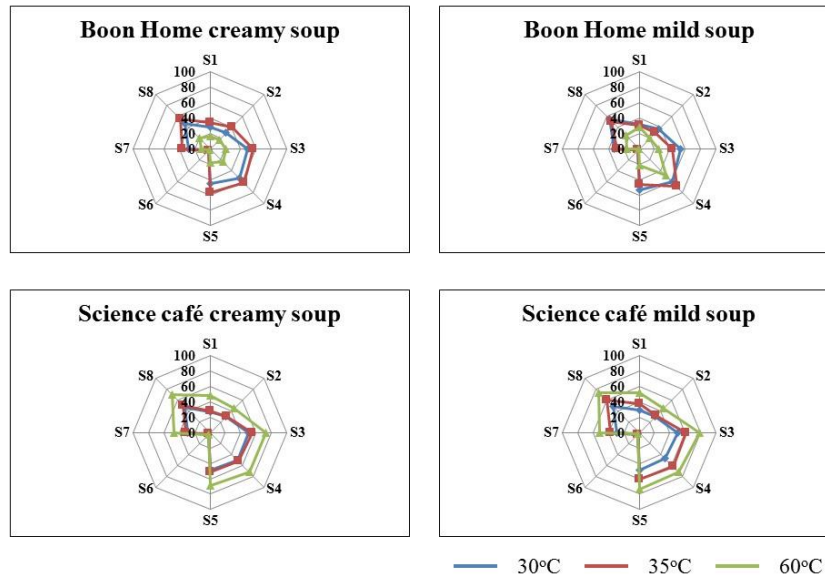 Boon Home creamy soup
S1
100
80
60
40
20
0
S2
S3
S4
S5
S6
S7
S8
Boon Home mild soup
S1
100
80
60
40
20
0
S2
S3
S4
S5
S6
S7
S8
Science café creamy soup
S1
100
80
60
40
20
0
S2
S3
S4
S5
S6
S7
S8
Science café mild soup
S1
100
80
60
40
20
0
S2
S3
S4
S5
S6
S7
S8
30°C 35°C 60°C